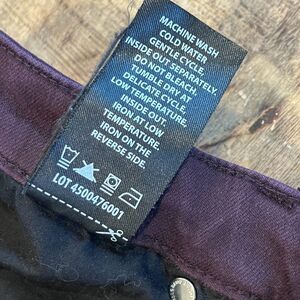 MACHINE WASH
COLD WATER
GENTLE CYCLE,
INSIDE OUT SEPARATELY.
DO NOT BLEACH.
TUMBLE DRY AT
DELICATE CYCLE.
LOW TEMPERATURE,
INSIDE OUT.
IRON AT LOW
TEMPERATURE.
IRON ON THE
REVERSE SIDE.
LOT 4500476001